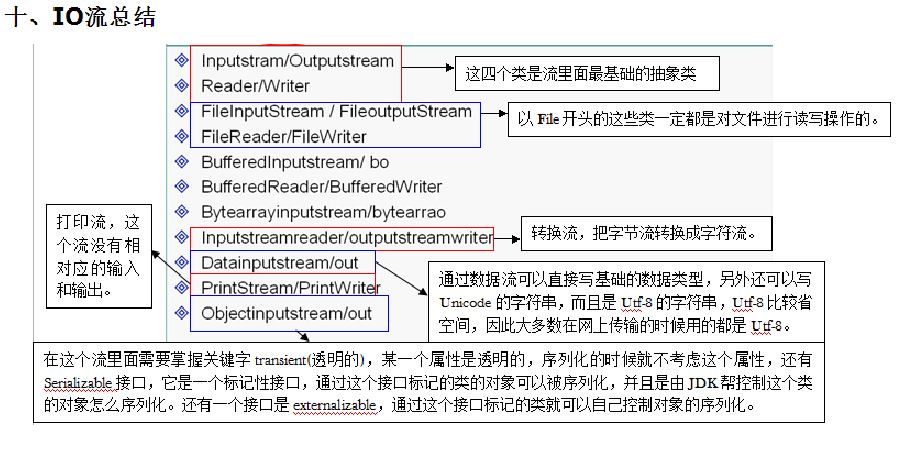 十、IO流总结
Inputstram/Outputstream
Reader/Writer
这四个类是流里面最基础的抽象类
FileInputStream / FileoutputStream
FileReader/FileWriter
以 File 开头的这些类一定都是对文件进行读写操作的。
BufferedInputstream/ bo
BufferedReader/BufferedWriter
Bytearrayinputstream/bytearrao
Inputstreamreader/outputstreamwriter
转换流，把字节流转换成字符流。
Datainputstream/out
通过数据流可以直接写基础的数据类型，另外还可以写
Unicode 的字符串，而且是 Utf-8 的字符串，Utf-8 比较省
空间，因此大多数在网上传输的时候用的都是 Utf-8。
PrintStream/PrintWriter
打印流，这
个流没有相
对应的输入
和输出。
Objectinputstream/out
在这个流里面需要掌握关键字 transient(透明的)，某一个属性是透明的，序列化的时候就不考虑这个属性，还有
Serializable 接口，它是一个标记性接口，通过这个接口标记的类的对象可以被序列化，并且是由 JDK 帮控制这个类
的对象怎么序列化。还有一个接口是 externalizable，通过这个接口标记的类就可以自己控制对象的序列化。